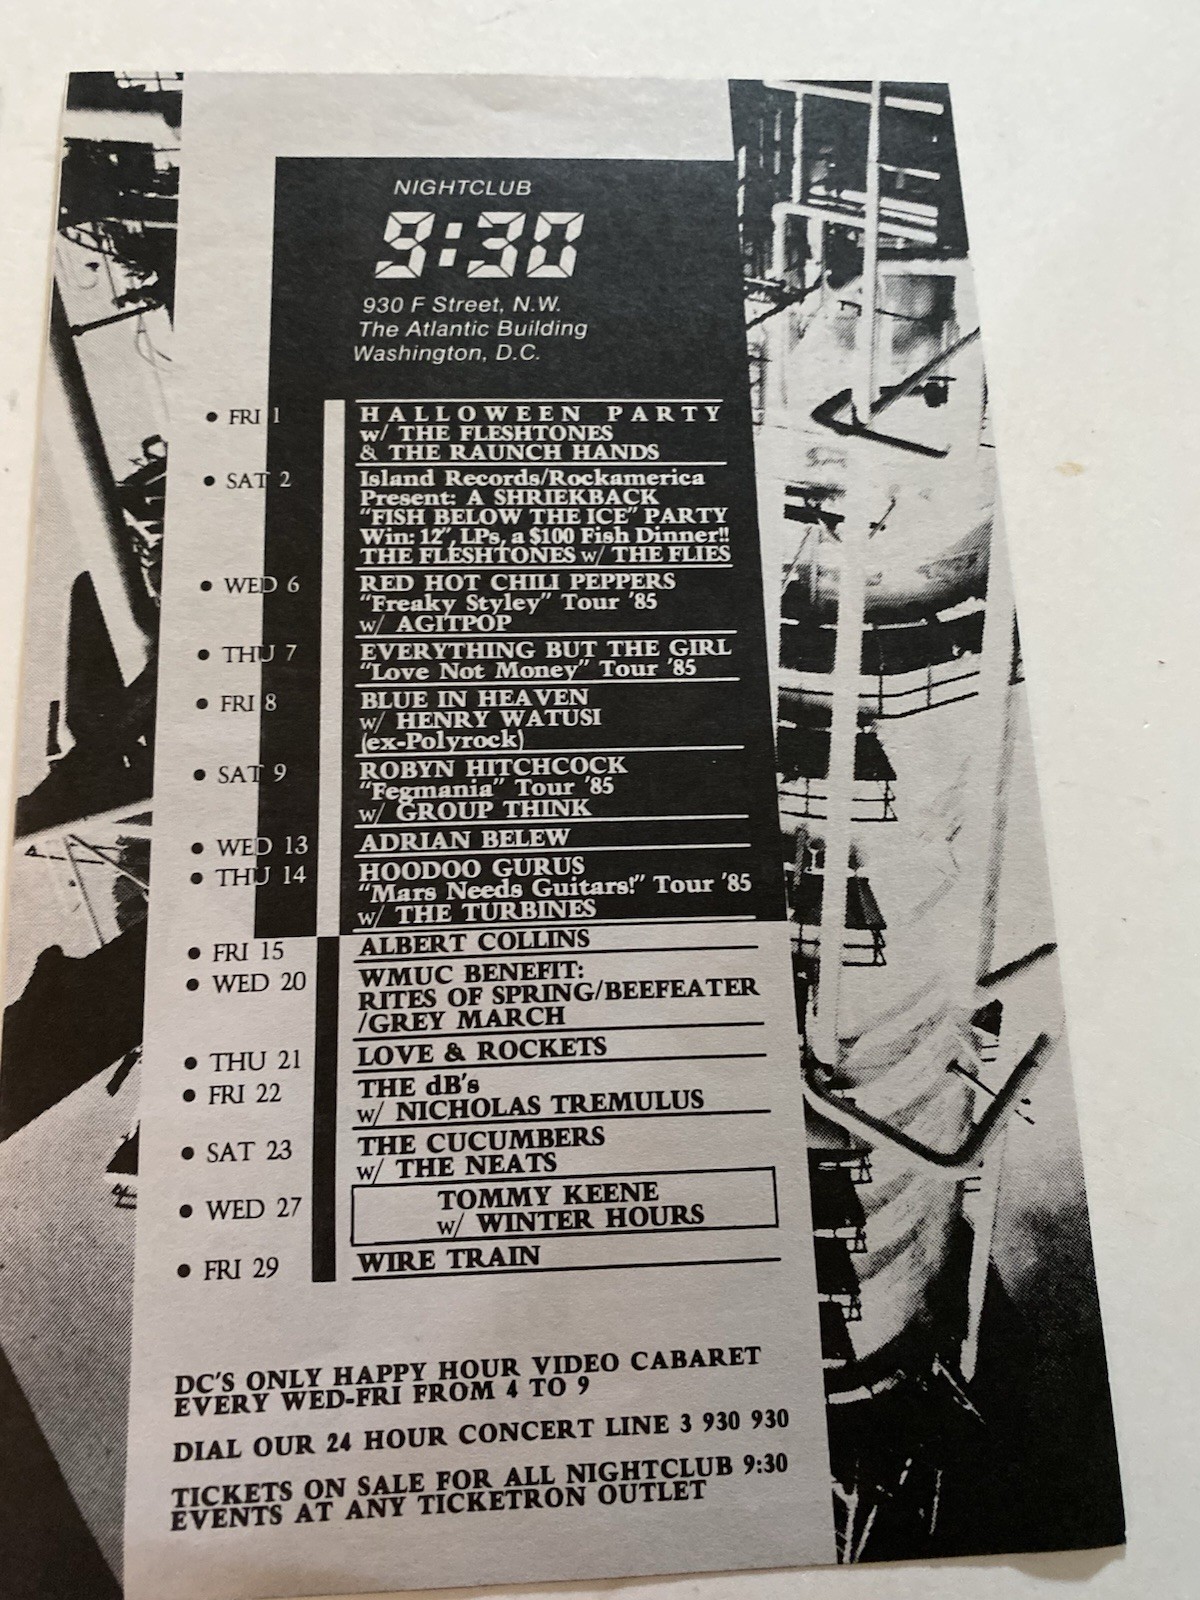 NIGHTCLUB
9:30
930 F Street, N.W.
The Atlantic Building
Washington, D.C.
• FRI 1 HALLOWEEN PARTY
w/ THE FLESHTONES
& THE RAUNCH HANDS
• SAT 2 Island Records/Rockamerica
Present: A SHRIEKBACK
"FISH BELOW THE ICE" PARTY
Win: 12", LPs, a $100 Fish Dinner!!
THE FLESHTONES w/ THE FLIES
• WED 6 RED HOT CHILI PEPPERS
"Freaky Styley" Tour '85
w/ AGITPOP
• THU 7 EVERYTHING BUT THE GIRL
"Love Not Money" Tour '85
• FRI 8 BLUE IN HEAVEN
w/ HENRY WATUSI
(ex-Polyrock)
• SAT 9 ROBYN HITCHCOCK
"Fegmania" Tour '85
w/ GROUP THINK
• WED 13 ADRIAN BELEW
• THU 14 HOODOO GURUS
"Mars Needs Guitars!" Tour '85
w/ THE TURBINES
• FRI 15 ALBERT COLLINS
• WED 20 WMUC BENEFIT:
RITES OF SPRING/BEEFEATER
/GREY MARCH
• THU 21 LOVE & ROCKETS
• FRI 22 THE dB's
w/ NICHOLAS TREMULUS
• SAT 23 THE CUCUMBERS
w/ THE NEATS
• WED 27 TOMMY KEENE
w/ WINTER HOURS
• FRI 29 WIRE TRAIN
DC'S ONLY HAPPY HOUR VIDEO CABARET
EVERY WED-FRI FROM 4 TO 9
DIAL OUR 24 HOUR CONCERT LINE 3 930 930
TICKETS ON SALE FOR ALL NIGHTCLUB 9:30
EVENTS AT ANY TICKETRON OUTLET